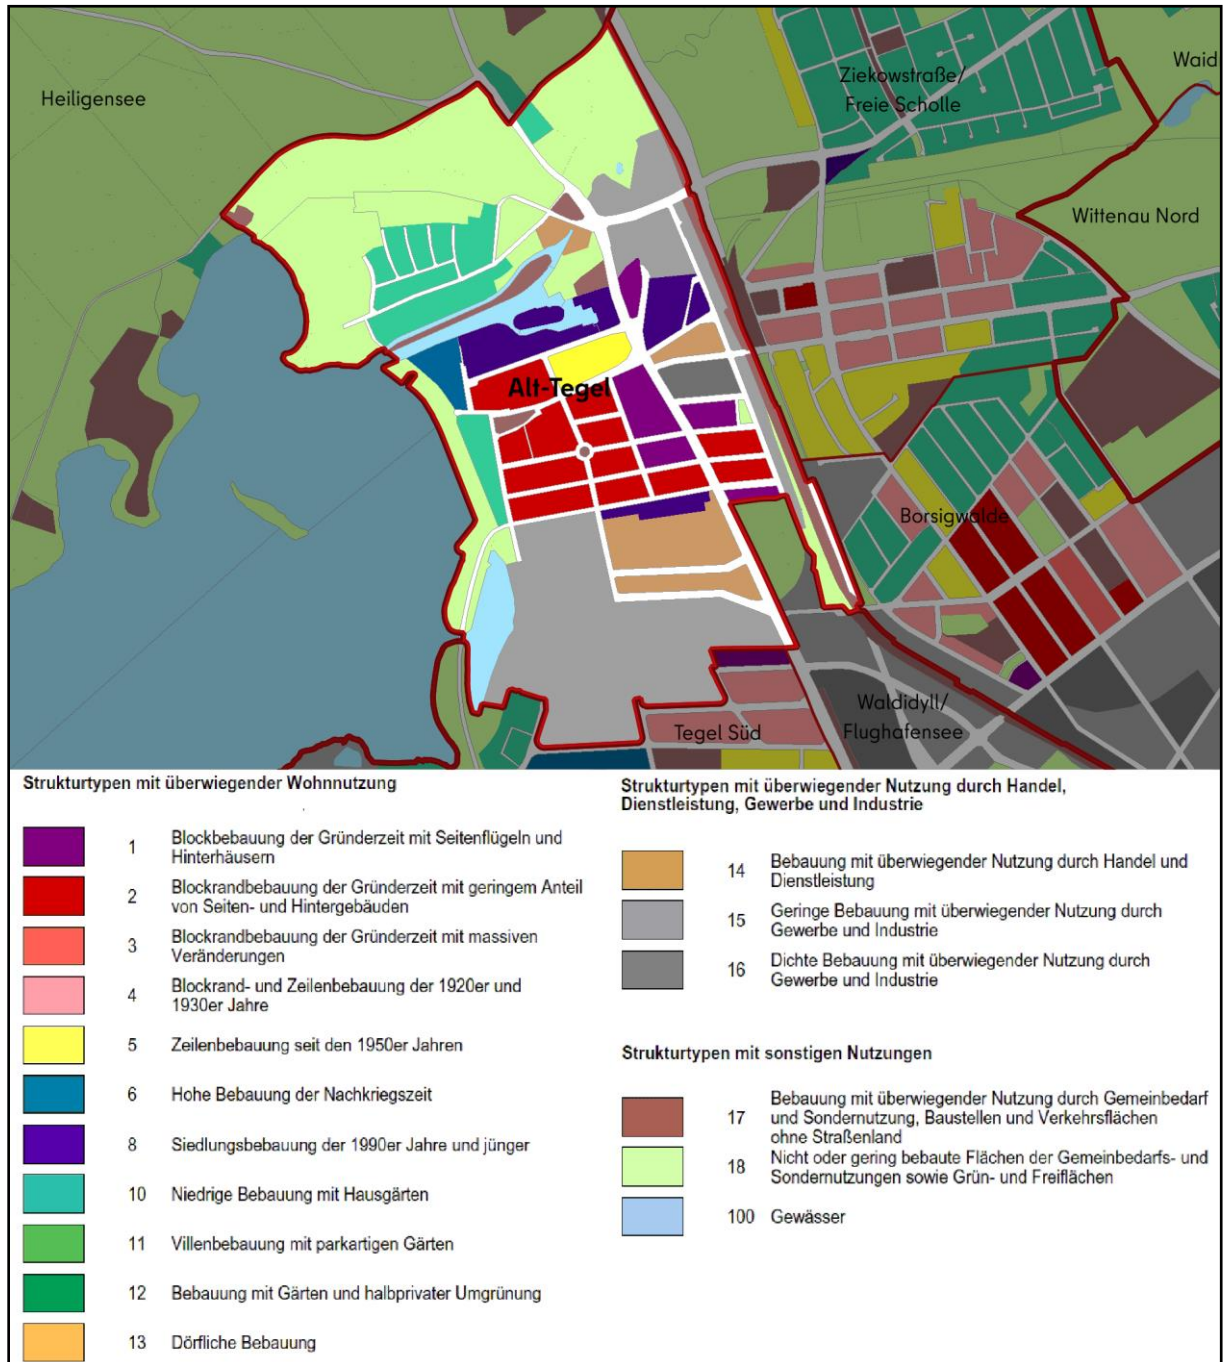 Heiligensee
Ziekowstraße/
Freie Scholle
Waid
Wittenau Nord
Alt-Tegel
Borsigwalde
Tegel Süd
Waldidyll/
Flughafensee
Strukturtypen mit überwiegender Wohnnutzung
1 Blockbebauung der Gründerzeit mit Seitenflügeln und
Hinterhäusern
2 Blockrandbebauung der Gründerzeit mit geringem Anteil
von Seiten- und Hintergebäuden
3 Blockrandbebauung der Gründerzeit mit massiven
Veränderungen
4 Blockrand- und Zeilenbebauung der 1920er und
1930er Jahre
5 Zeilenbebauung seit den 1950er Jahren
6 Hohe Bebauung der Nachkriegszeit
8 Siedlungsbebauung der 1990er Jahre und jünger
10 Niedrige Bebauung mit Hausgärten
11 Villenbebauung mit parkartigen Gärten
12 Bebauung mit Gärten und halbprivater Umgrünung
13 Dörfliche Bebauung
Strukturtypen mit überwiegender Nutzung durch Handel,
Dienstleistung, Gewerbe und Industrie
14 Bebauung mit überwiegender Nutzung durch Handel und
Dienstleistung
15 Geringe Bebauung mit überwiegender Nutzung durch
Gewerbe und Industrie
16 Dichte Bebauung mit überwiegender Nutzung durch
Gewerbe und Industrie
Strukturtypen mit sonstigen Nutzungen
17 Bebauung mit überwiegender Nutzung durch Gemeinbedarf
und Sondernutzung, Baustellen und Verkehrsflächen
ohne Straßenland
18 Nicht oder gering bebaute Flächen der Gemeinbedarfs- und
Sondernutzungen sowie Grün- und Freiflächen
100 Gewässer